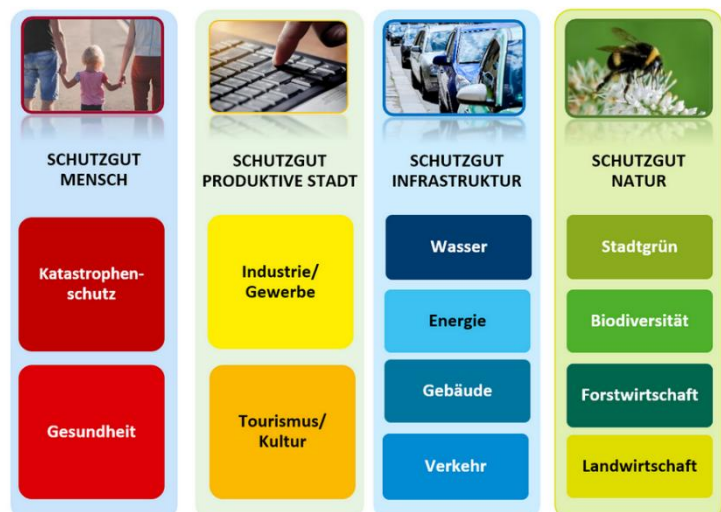 SCHUTZGUT
MENSCH
Katastrophen-
schutz
Gesundheit
SCHUTZGUT
PRODUKTIVE STADT
Industrie/
Gewerbe
Tourismus/
Kultur
SCHUTZGUT
INFRASTRUKTUR
Wasser
Energie
Gebäude
Verkehr
SCHUTZGUT
NATUR
Stadtgrün
Biodiversität
Forstwirtschaft
Landwirtschaft